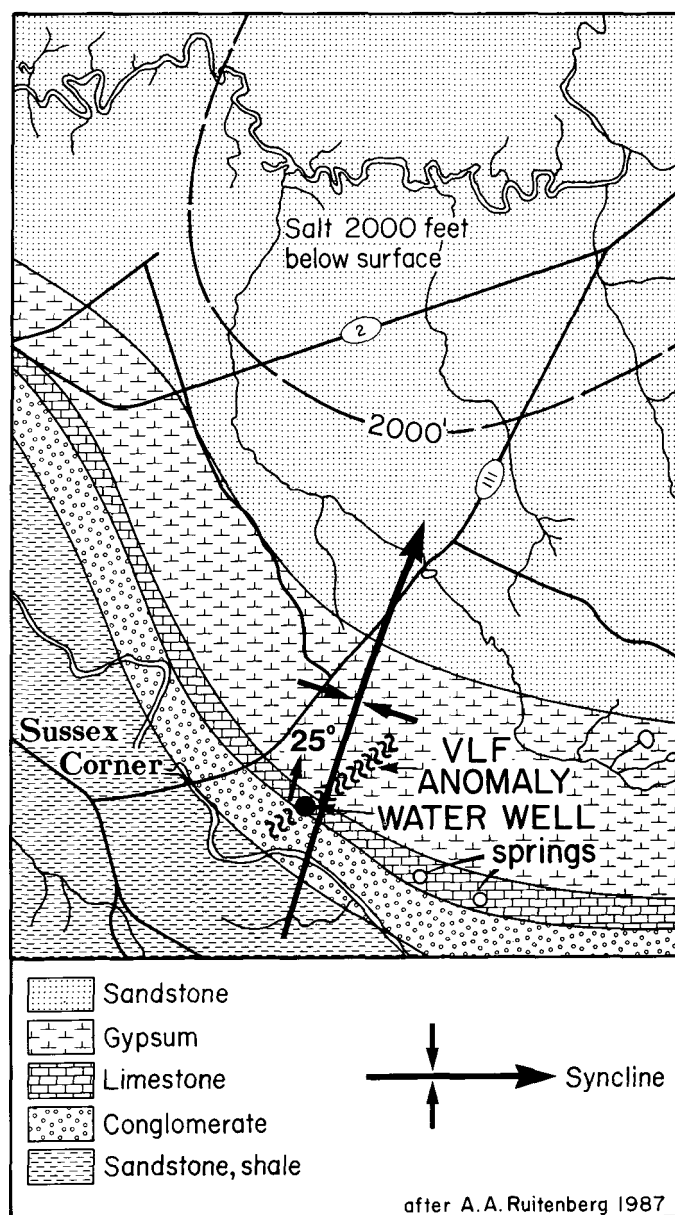 Salt 2000 feet
below surface
2
2000'
111
Sussex
Corner
25°
VLF
ANOMALY
WATER WELL
springs
Sandstone
Gypsum
Limestone
Conglomerate
Sandstone, shale
Syncline
after A.A. Ruitenberg 1987